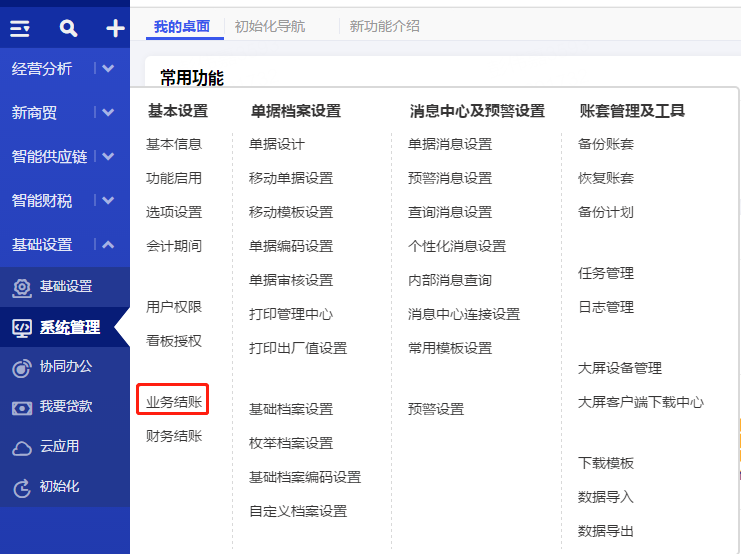 经营分析
新商贸
智能供应链
智能财税
基础设置
基础设置
系统管理
协同办公
我要贷款
云应用
初始化
我的桌面
初始化导航
新功能介绍
常用功能
基本设置
基本信息
功能启用
选项设置
会计期间
用户权限
看板授权
业务结账
财务结账
单据档案设置
单据设计
移动单据设置
移动模板设置
单据编码设置
单据审核设置
打印管理中心
打印出厂值设置
基础档案设置
枚举档案设置
基础档案编码设置
自定义档案设置
消息中心及预警设置
单据消息设置
预警消息设置
查询消息设置
个性化消息设置
内部消息查询
消息中心连接设置
常用模板设置
预警设置
账套管理及工具
备份账套
恢复账套
备份计划
任务管理
日志管理
大屏设备管理
大屏客户端下载中心
下载模板
数据导入
数据导出